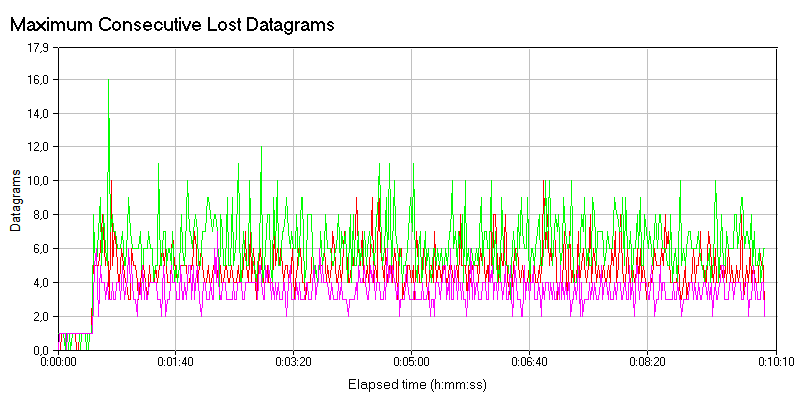 Maximum Consecutive Lost Datagrams
17,9
16,0
14,0
12,0
10,0
8,0
6,0
4,0
2,0
0,0
Datagrams
0:00:00 0:01:40 0:03:20 0:05:00 0:06:40 0:08:20 0:10:10
Elapsed time (h:mm:ss)